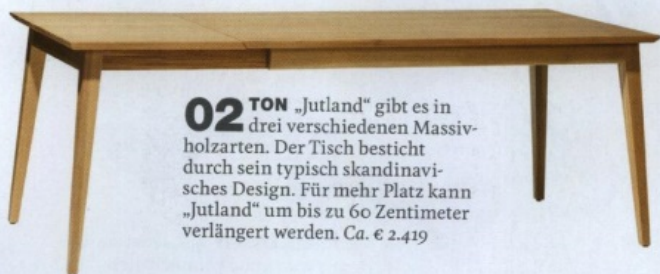 02 TON „Jutland“ gibt es in
drei verschiedenen Massiv-
holzarten. Der Tisch besticht
durch sein typisch skandinavi-
sches Design. Für mehr Platz kann
„Jutland“ um bis zu 60 Zentimeter
verlängert werden. Ca. € 2.419